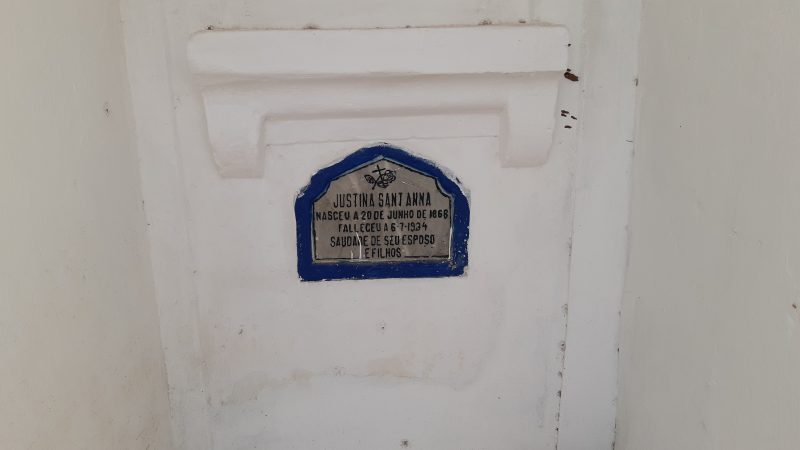 JUSTINA SANT'ANNA
NASCEU A 20 DE JUNHO DE 1868
FALLECEU A 6-7-1934
SAUDADE DE SEU ESPOSO
E FILHOS